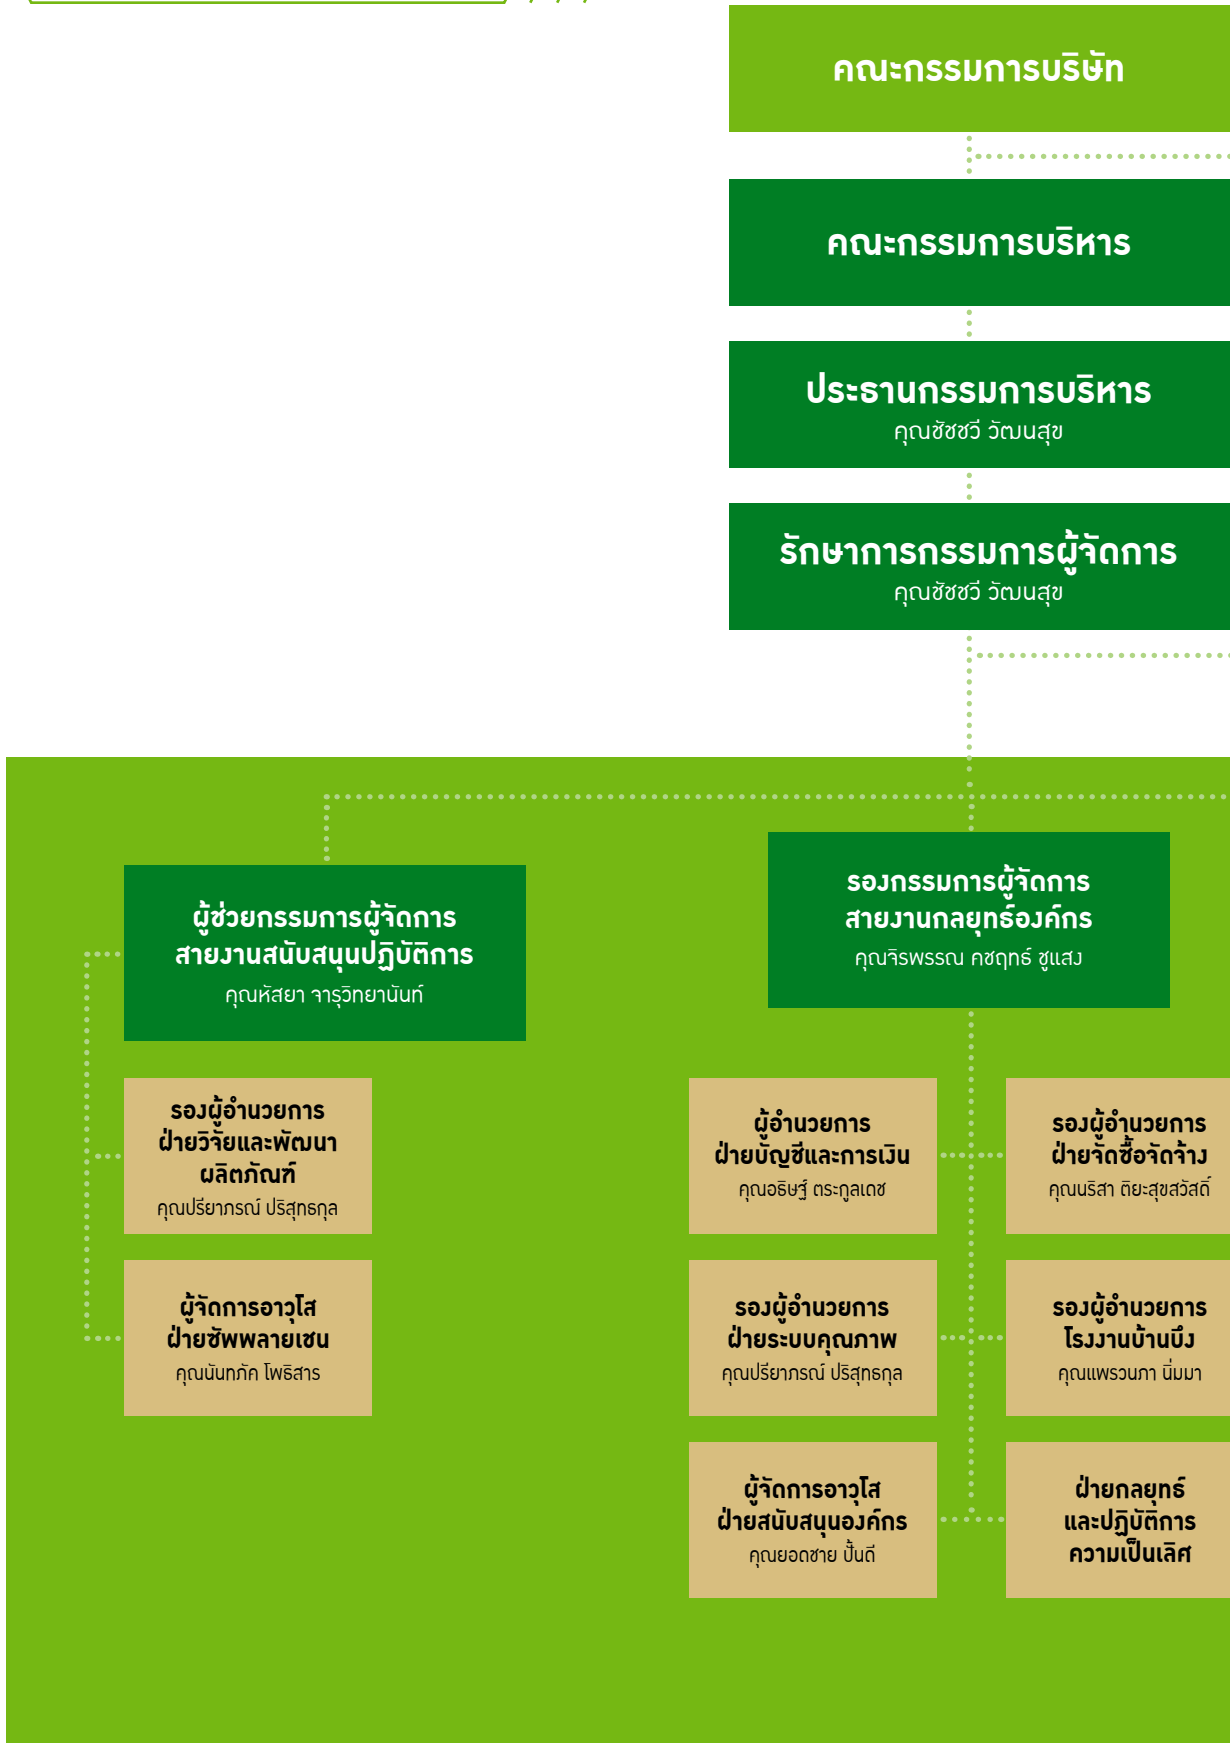 คณะกรรมการบริษัท
คณะกรรมการบริหาร
ประธานกรรมการบริหาร
คุณชัชชวี วัฒนสุข
รักษาการกรรมการผู้จัดการ
คุณชัชชวี วัฒนสุข
ผู้ช่วยกรรมการผู้จัดการ
สายงานสนับสนุนปฏิบัติการ
คุณหัสยา จารุวิทยานันท์
รองผู้อำนวยการ
ฝ่ายวิจัยและพัฒนา
ผลิตภัณฑ์
คุณปรียาภรณ์ ปริสุทธกุล
ผู้จัดการอาวุโส
ฝ่ายซัพพลายเชน
คุณนันทภัค โพธิสาร
รองกรรมการผู้จัดการ
สายงานกลยุทธ์องค์กร
คุณจิรพรรณ คชฤทธ์ ชูแสง
ผู้อำนวยการ
ฝ่ายบัญชีและการเงิน
คุณอธิษฐ์ ตระกูลเดช
รองผู้อำนวยการ
ฝ่ายจัดซื้อจัดจ้าง
คุณนริสา ติยะสุขสวัสดิ์
รองผู้อำนวยการ
ฝ่ายระบบคุณภาพ
คุณปรียาภรณ์ ปริสุทธกุล
รองผู้อำนวยการ
โรงงานบ้านบึง
คุณแพรวนภา นิ่มมา
ผู้จัดการอาวุโส
ฝ่ายสนับสนุนองค์กร
คุณยอดชาย ปั้นดี
ฝ่ายกลยุทธ์
และปฏิบัติการ
ความเป็นเลิศ